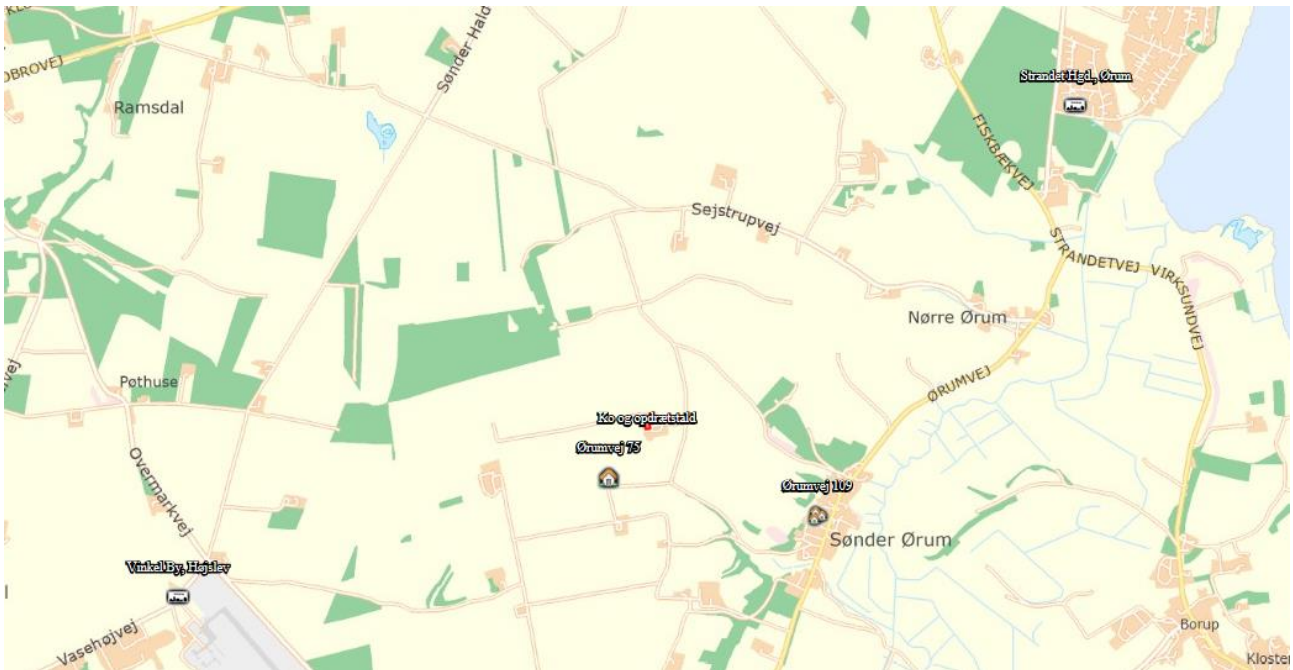 DBROVEJ
Sønder Hald
Ramsdal
Strandet Hgd., Ørum
FISKBÆKVEJ
Sejstrupvej
STRANDETVEJ
VIRKSUNDVEJ
Nørre Ørum
ØRUMVEJ
Pøthuse
Ko og opdrætstald
Ørumvej 75
Overmarkvej
Ørumvej 109
Sønder Ørum
Vinkel By, Højslev
Vasehøjvej
Borup
Kloster